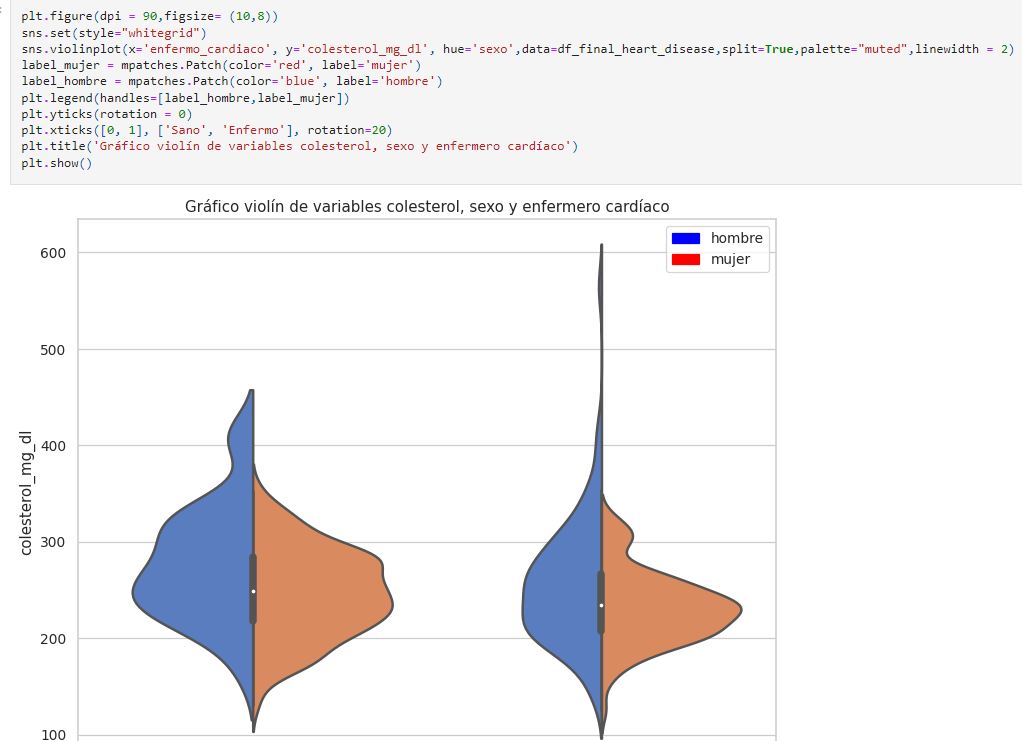 plt.figure(dpi = 90,figsize= (10,8))
sns.set(style="whitegrid")
sns.violinplot(x='enfermo_cardiaco', y='colesterol_mg_dl', hue='sexo',data=df_final_heart_disease,split=True,palette="muted",linewidth = 2)
label_mujer = mpatches.Patch(color='red', label='mujer')
label_hombre = mpatches.Patch(color='blue', label='hombre')
plt.legend(handles=[label_hombre,label_mujer])
plt.yticks(rotation = 0)
plt.xticks([0, 1], ['Sano', 'Enfermo'], rotation=20)
plt.title('Gráfico violín de variables colesterol, sexo y enfermero cardíaco')
plt.show()
Gráfico violín de variables colesterol, sexo y enfermero cardíaco
hombre
mujer
600
500
400
300
200
100
colesterol_mg_dl